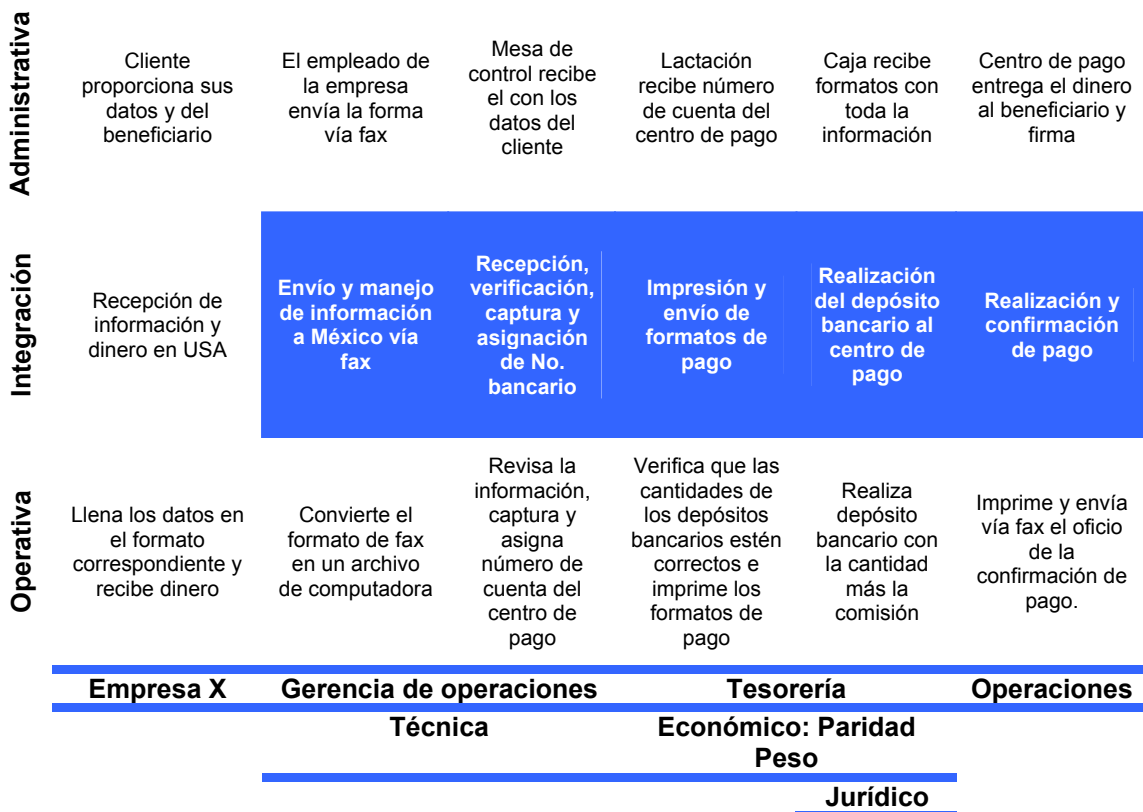 Administrativa
Cliente
proporciona sus
datos y del
beneficiario
El empleado de
la empresa
envía la forma
vía fax
Mesa de
control recibe
el con los
datos del
cliente
Lactación
recibe número
de cuenta del
centro de pago
Caja recibe
formatos con
toda la
información
Centro de pago
entrega el dinero
al beneficiario y
firma
Integración
Recepción de
información y
dinero en USA
Envío y manejo
de información
a México vía
fax
Recepción,
verificación,
captura y
asignación
de No.
bancario
Impresión y
envío de
formatos de
pago
Realización
del depósito
bancario al
centro de
pago
Realización y
confirmación
de pago
Operativa
Llena los datos en
el formato
correspondiente y
recibe dinero
Convierte el
formato de fax
en un archivo
de computadora
Revisa la
información,
captura y
asigna
número de
cuenta del
centro de
pago
Verifica que las
cantidades de
los depósitos
bancarios estén
correctos e
imprime los
formatos de
pago
Realiza
depósito
bancario con
la cantidad
más la
comisión
Imprime y envía
vía fax el oficio
de la
confirmación de
pago.
Empresa X
Gerencia de operaciones
Tesorería
Operaciones
Técnica
Económico: Paridad
Peso
Jurídico